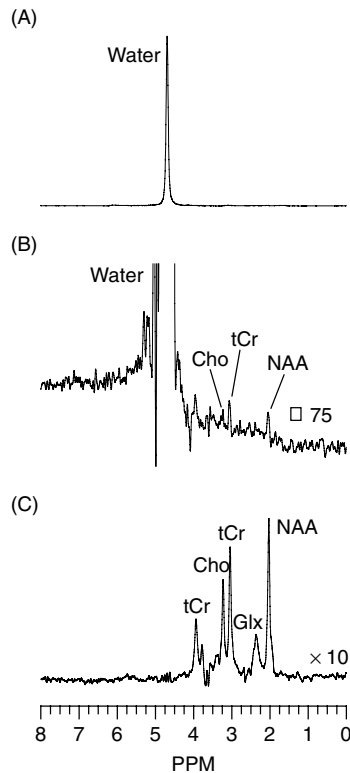 (A)
Water
(B)
Water
Cho
tCr
NAA
□ 75
(C)
tCr
NAA
Cho
tCr
Glx
× 10
8 7 6 5 4 3 2 1 0
PPM